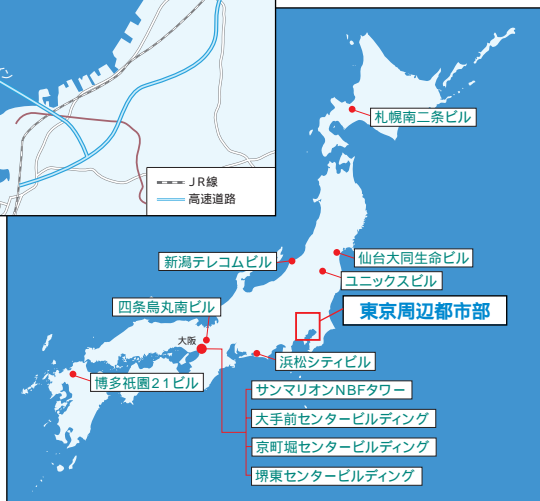 JR線
高速道路
札幌南二条ビル
仙台大同生命ビル
新潟テレコムビル
ユニックスビル
東京周辺都市部
四条烏丸南ビル
大阪
浜松シティビル
博多祇園21ビル
サンマリオンNBFタワー
大手前センタービルディング
京町堀センタービルディング
堺東センタービルディング